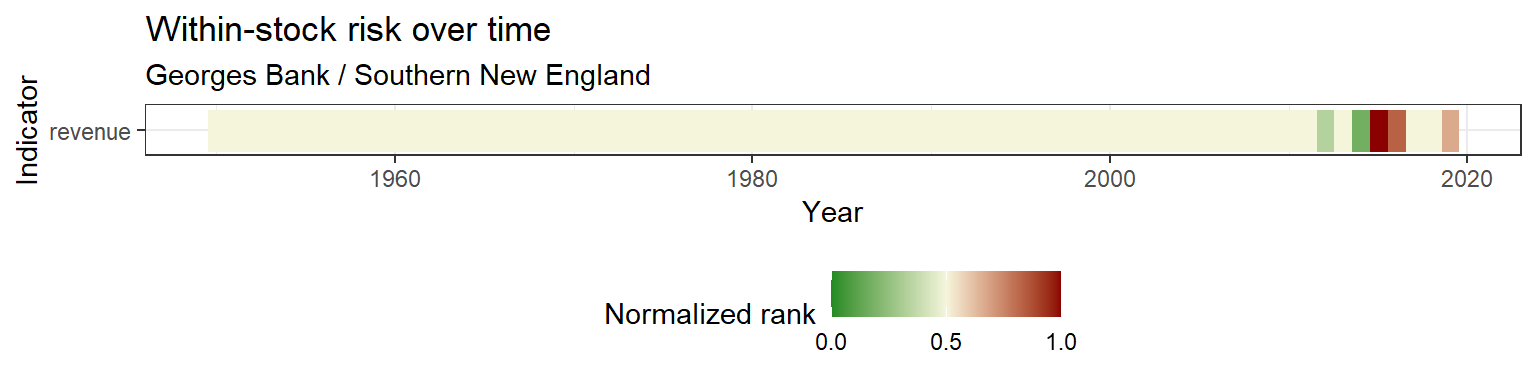 Within-stock risk over time
Georges Bank / Southern New England
Indicator
revenue
1960 1980 2000 2020
Year
Normalized rank
0.0 0.5 1.0